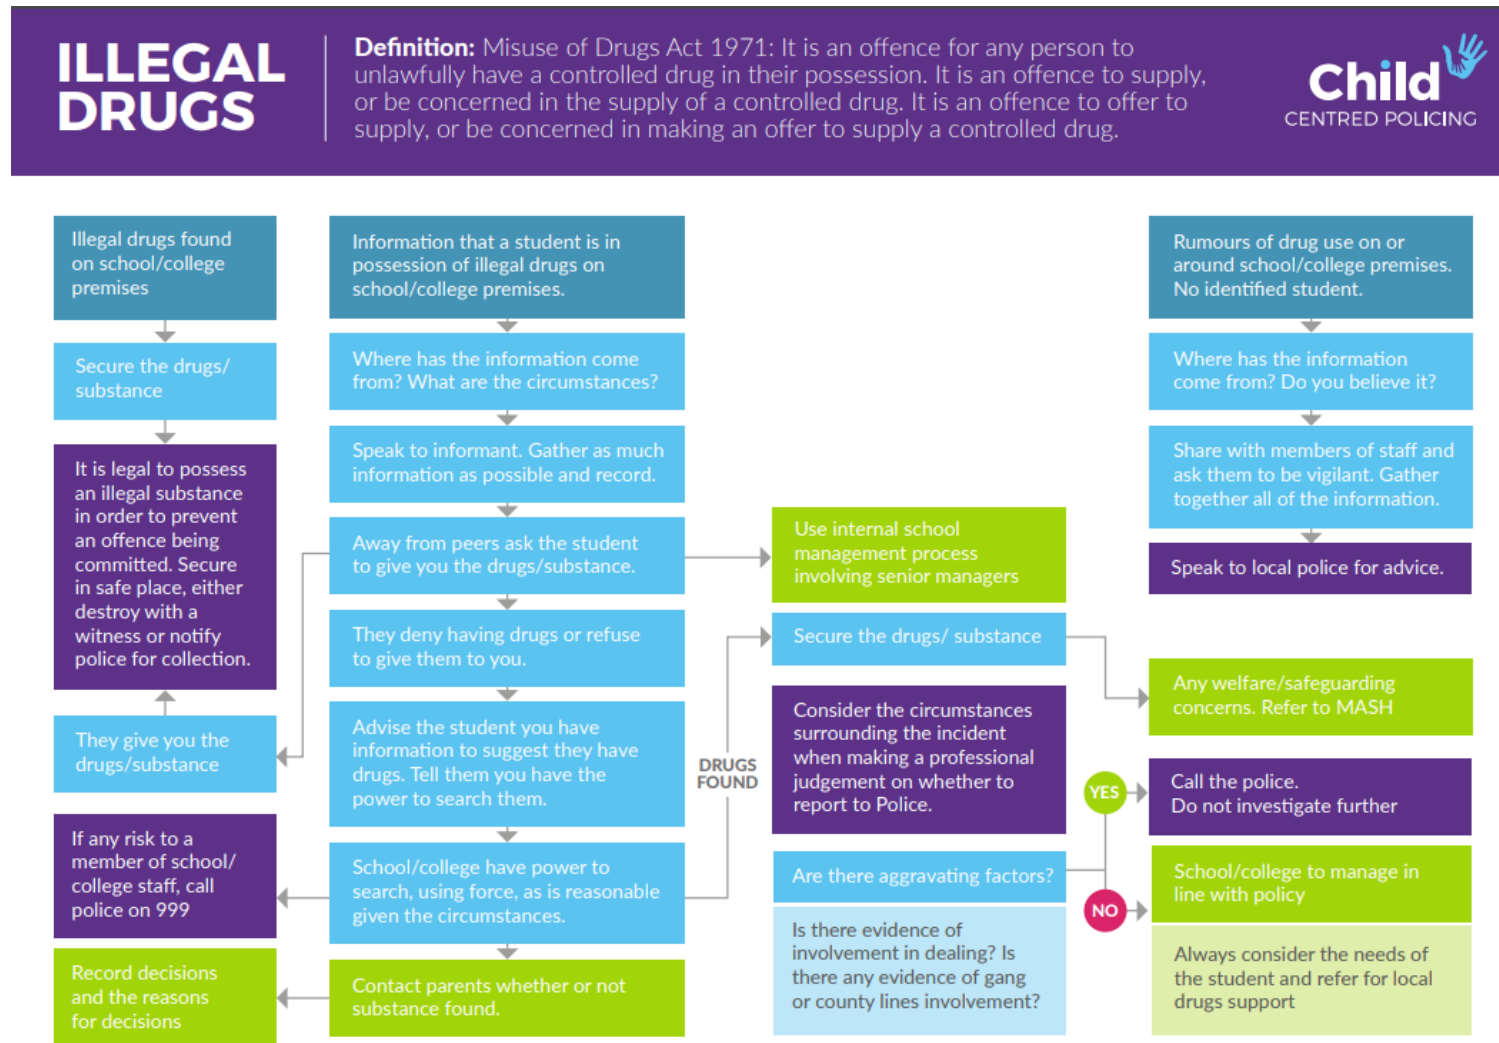 ILLEGAL
DRUGS
Definition: Misuse of Drugs Act 1971: It is an offence for any person to
unlawfully have a controlled drug in their possession. It is an offence to supply,
or be concerned in the supply of a controlled drug. It is an offence to offer to
supply, or be concerned in making an offer to supply a controlled drug.
Child
CENTRED POLICING
Illegal drugs found
on school/college
premises
Secure the drugs/
substance
It is legal to possess
an illegal substance
in order to prevent
an offence being
committed. Secure
in safe place, either
destroy with a
witness or notify
police for collection.
They give you the
drugs/substance
If any risk to a
member of school/
college staff, call
police on 999
Record decisions
and the reasons
for decisions
Information that a student is in
possession of illegal drugs on
school/college premises.
Where has the information come
from? What are the circumstances?
Speak to informant. Gather as much
information as possible and record.
Away from peers ask the student
to give you the drugs/substance.
They deny having drugs or refuse
to give them to you.
Advise the student you have
information to suggest they have
drugs. Tell them you have the
power to search them.
School/college have power to
search, using force, as is reasonable
given the circumstances.
Contact parents whether or not
substance found.
DRUGS
FOUND
Use internal school
management process
involving senior managers
Secure the drugs/ substance
Consider the circumstances
surrounding the incident
when making a professional
judgement on whether to
report to Police.
Are there aggravating factors?
Is there evidence of
involvement in dealing? Is
there any evidence of gang
or county lines involvement?
YES
NO
Rumours of drug use on or
around school/college premises.
No identified student.
Where has the information
come from? Do you believe it?
Share with members of staff and
ask them to be vigilant. Gather
together all of the information.
Speak to local police for advice.
Any welfare/safeguarding
concerns. Refer to MASH
Call the police.
Do not investigate further
School/college to manage in
line with policy
Always consider the needs of
the student and refer for local
drugs support